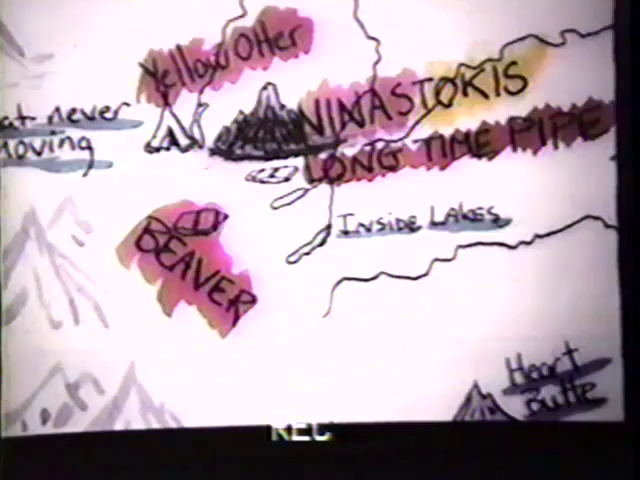 Yellow Otter
at never
moving
NINASTOKIS
LONG TIME PIPE
Inside Lakes
BEAVER
Heart
Butte
REC